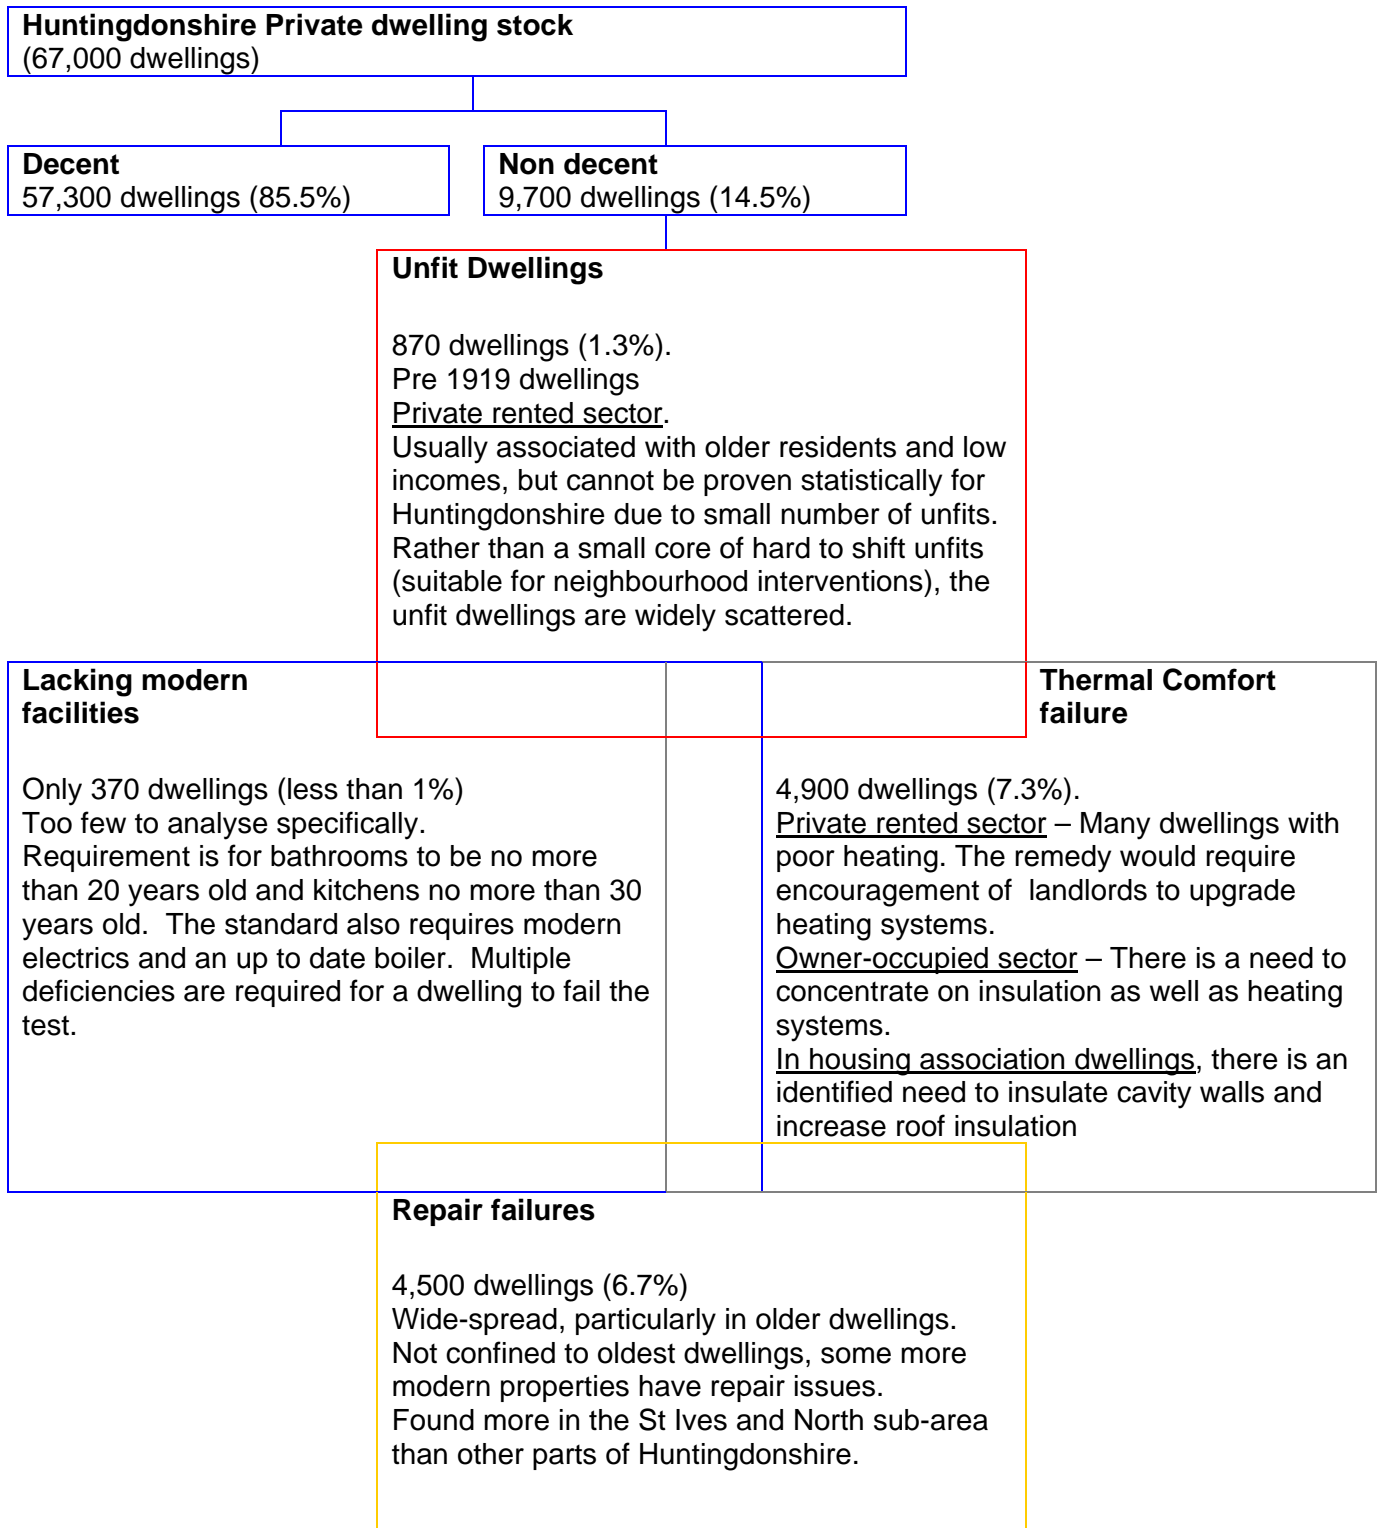 Huntingdonshire Private dwelling stock
(67,000 dwellings)
Decent
57,300 dwellings (85.5%)
Non decent
9,700 dwellings (14.5%)
Unfit Dwellings
870 dwellings (1.3%).
Pre 1919 dwellings
Private rented sector.
Usually associated with older residents and low
incomes, but cannot be proven statistically for
Huntingdonshire due to small number of unfits.
Rather than a small core of hard to shift unfits
(suitable for neighbourhood interventions), the
unfit dwellings are widely scattered.
Lacking modern
facilities
Only 370 dwellings (less than 1%)
Too few to analyse specifically.
Requirement is for bathrooms to be no more
than 20 years old and kitchens no more than 30
years old.  The standard also requires modern
electrics and an up to date boiler.  Multiple
deficiencies are required for a dwelling to fail the
test.
Thermal Comfort
failure
4,900 dwellings (7.3%).
Private rented sector – Many dwellings with
poor heating. The remedy would require
encouragement of  landlords to upgrade
heating systems.
Owner-occupied sector – There is a need to
concentrate on insulation as well as heating
systems.
In housing association dwellings, there is an
identified need to insulate cavity walls and
increase roof insulation
Repair failures
4,500 dwellings (6.7%)
Wide-spread, particularly in older dwellings.
Not confined to oldest dwellings, some more
modern properties have repair issues.
Found more in the St Ives and North sub-area
than other parts of Huntingdonshire.